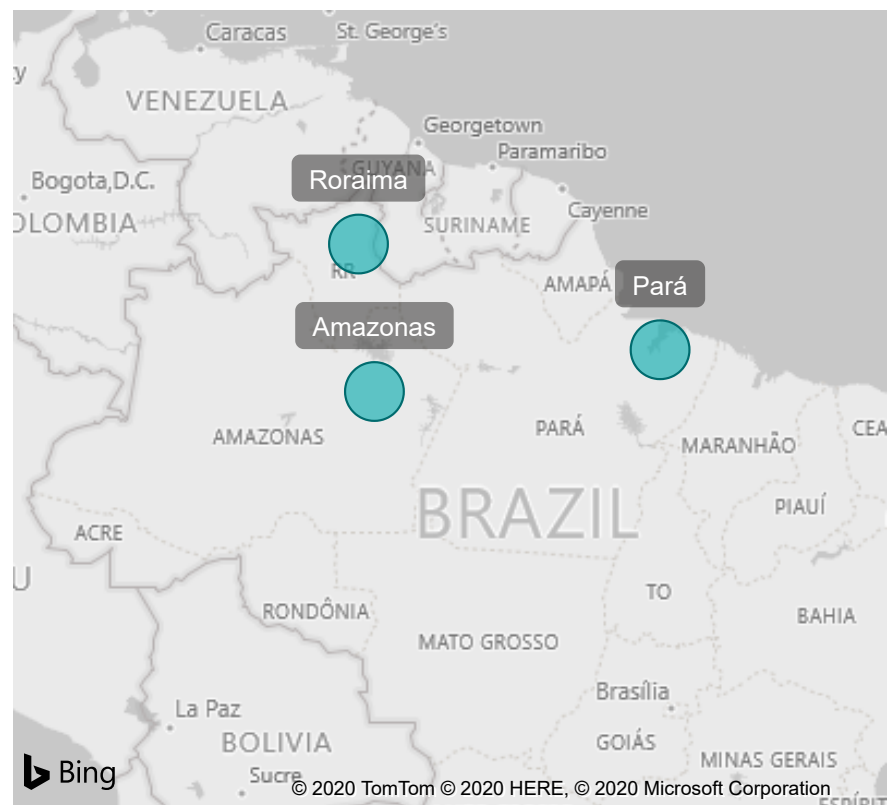 Caracas
St. George's
VENEZUELA
Georgetown
Paramaribo
GUYANA
Roraima
Bogota,D.C.
Cayenne
OLOMBIA
SURINAME
RR
AMAPÁ
Pará
Amazonas
AMAZONAS
PARÁ
CEA
MARANHÃO
BRAZIL
PIAUÍ
ACRE
U
TO
RONDÔNIA
BAHIA
MATO GROSSO
Brasília
La Paz
BOLIVIA
GOIÁS
MINAS GERAIS
Bing
Sucre
© 2020 TomTom © 2020 HERE, © 2020 Microsoft Corporation